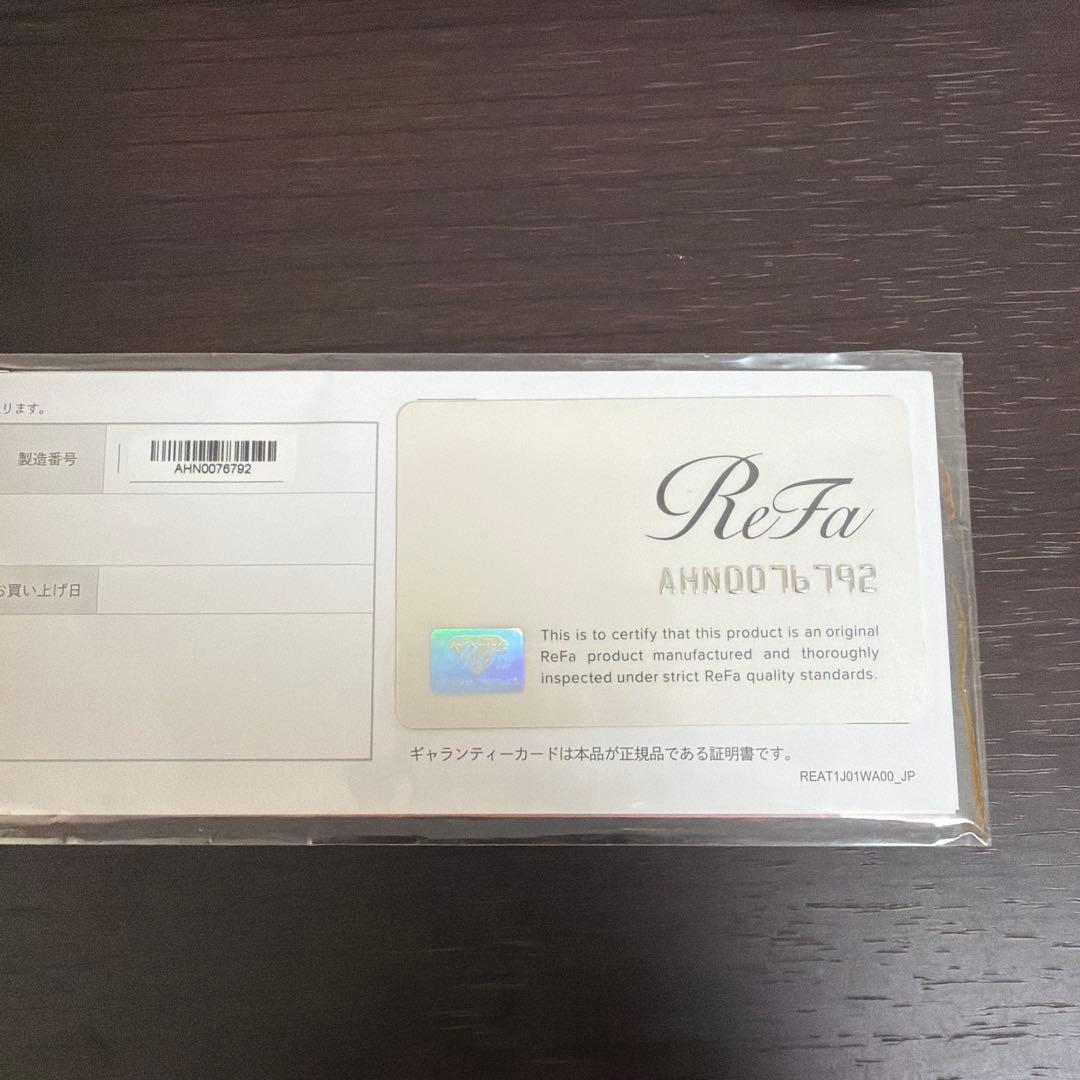 ります。
製造番号
AHN0076792
お買い上げ日
ReFa
AHN0076792
This is to certify that this product is an original
ReFa product manufactured and thoroughly
inspected under strict ReFa quality standards.
ギャランティーカードは本品が正規品である証明書です。
REAT1J01WA00_JP